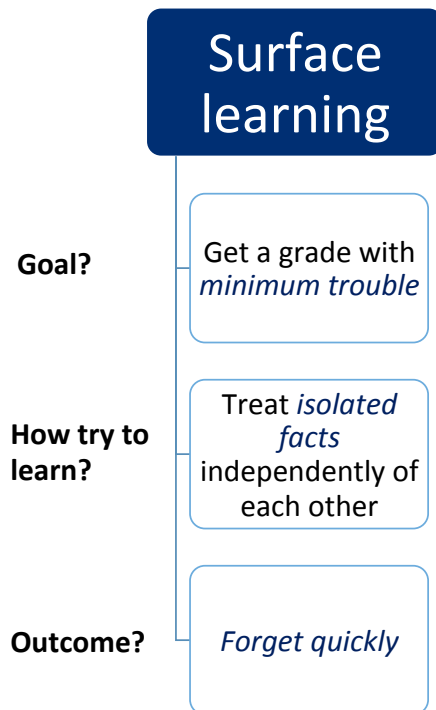 Surface
learning
Goal?
Get a grade with
minimum trouble
How try to
learn?
Treat isolated
facts
independently of
each other
Outcome?
Forget quickly